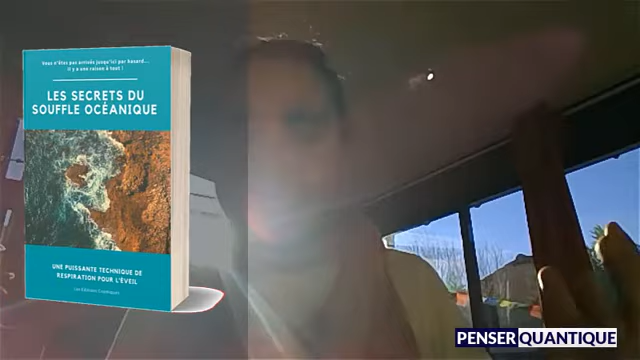 Vous n'êtes pas arrivés jusqu'ici par hasard...
il y a une raison à tout !
LES SECRETS DU
SOUFFLE OCÉANIQUE
UNE PUISSANTE TECHNIQUE DE
RESPIRATION POUR L'ÉVEIL
PENSER QUANTIQUE